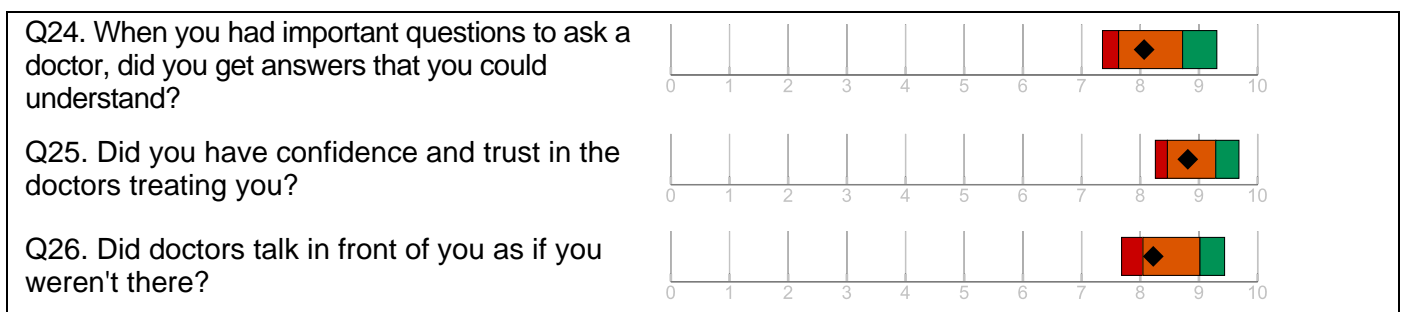 Q24. When you had important questions to ask a
doctor, did you get answers that you could
understand?
0 1 2 3 4 5 6 7 8 9 10
Q25. Did you have confidence and trust in the
doctors treating you?
0 1 2 3 4 5 6 7 8 9 10
Q26. Did doctors talk in front of you as if you
weren't there?
0 1 2 3 4 5 6 7 8 9 10